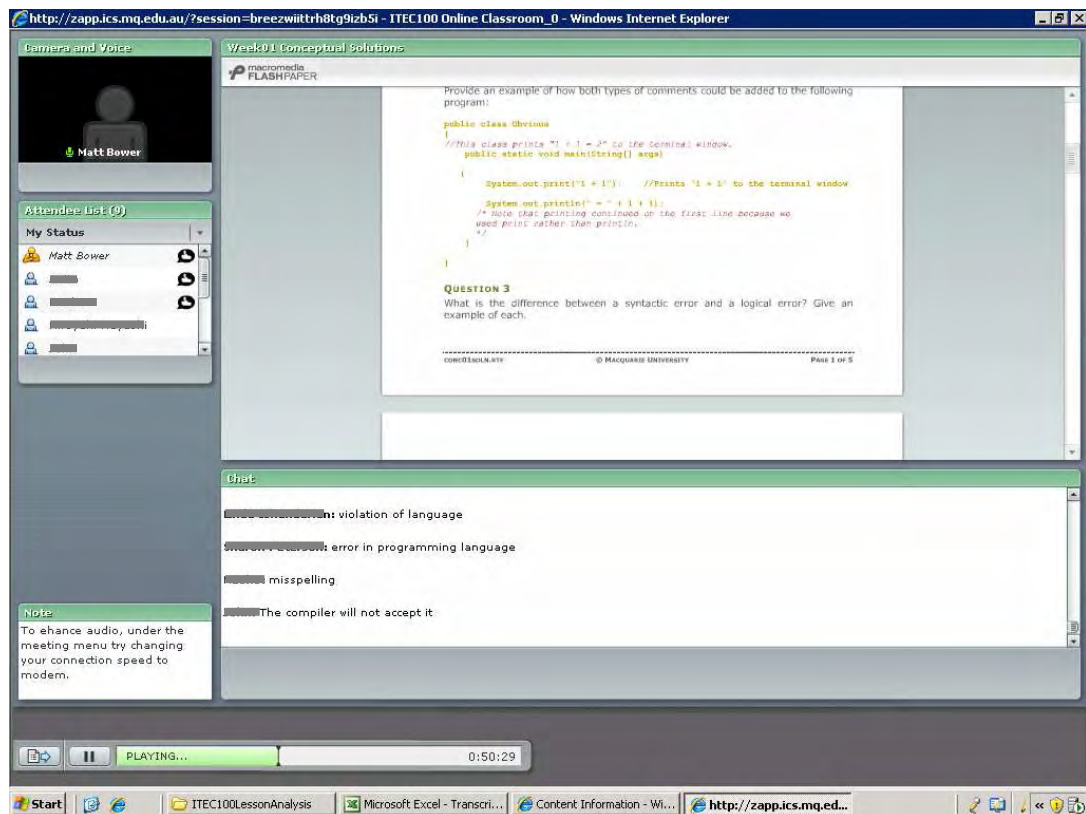 http://zapp.ics.mq.edu.au/?session=breezwiittrh8tg9izb5i - ITEC100 Online Classroom_0 - Windows Internet Explorer
Camera and Voice
Matt Bower
Attendee List (9)
My Status
Matt Bower
Week01 Conceptual Solutions
macromedia
FLASHPAPER
Provide an example of how both types of comments could be added to the following
program:
public class Obvious
{
//This class prints "1 + 1 = 2" to the terminal window.
public static void main(String[] args)
{
System.out.print("1 + 1"); //Prints '1 + 1' to the terminal window
System.out.println(" = " + 1 + 1);
/* Note that printing continued on the first line because we
used print rather than println.
*/
}
}
QUESTION 3
What is the difference between a syntactic error and a logical error? Give an
example of each.
CONC01SOLN.RTF © MACQUARIE UNIVERSITY PAGE 1 OF 5
Chat
violation of language
error in programming language
misspelling
The compiler will not accept it
Note
To ehance audio, under the
meeting menu try changing
your connection speed to
modem.
PLAYING... 0:50:29
Start ITEC100LessonAnalysis Microsoft Excel - Transcri... Content Information - Wi... http://zapp.ics.mq.ed... «